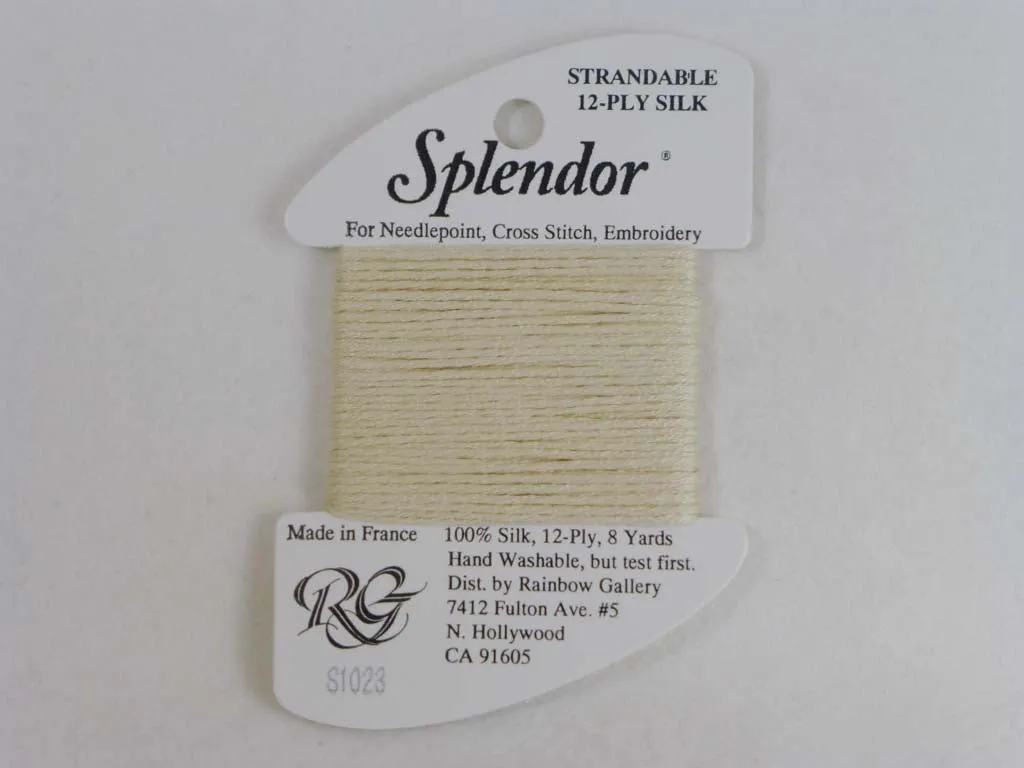 STRANDABLE
12-PLY SILK
Splendor ®
For Needlepoint, Cross Stitch, Embroidery
Made in France
100% Silk, 12-Ply, 8 Yards
Hand Washable, but test first.
Dist. by Rainbow Gallery
7412 Fulton Ave. #5
N. Hollywood
CA 91605
RG
S1023